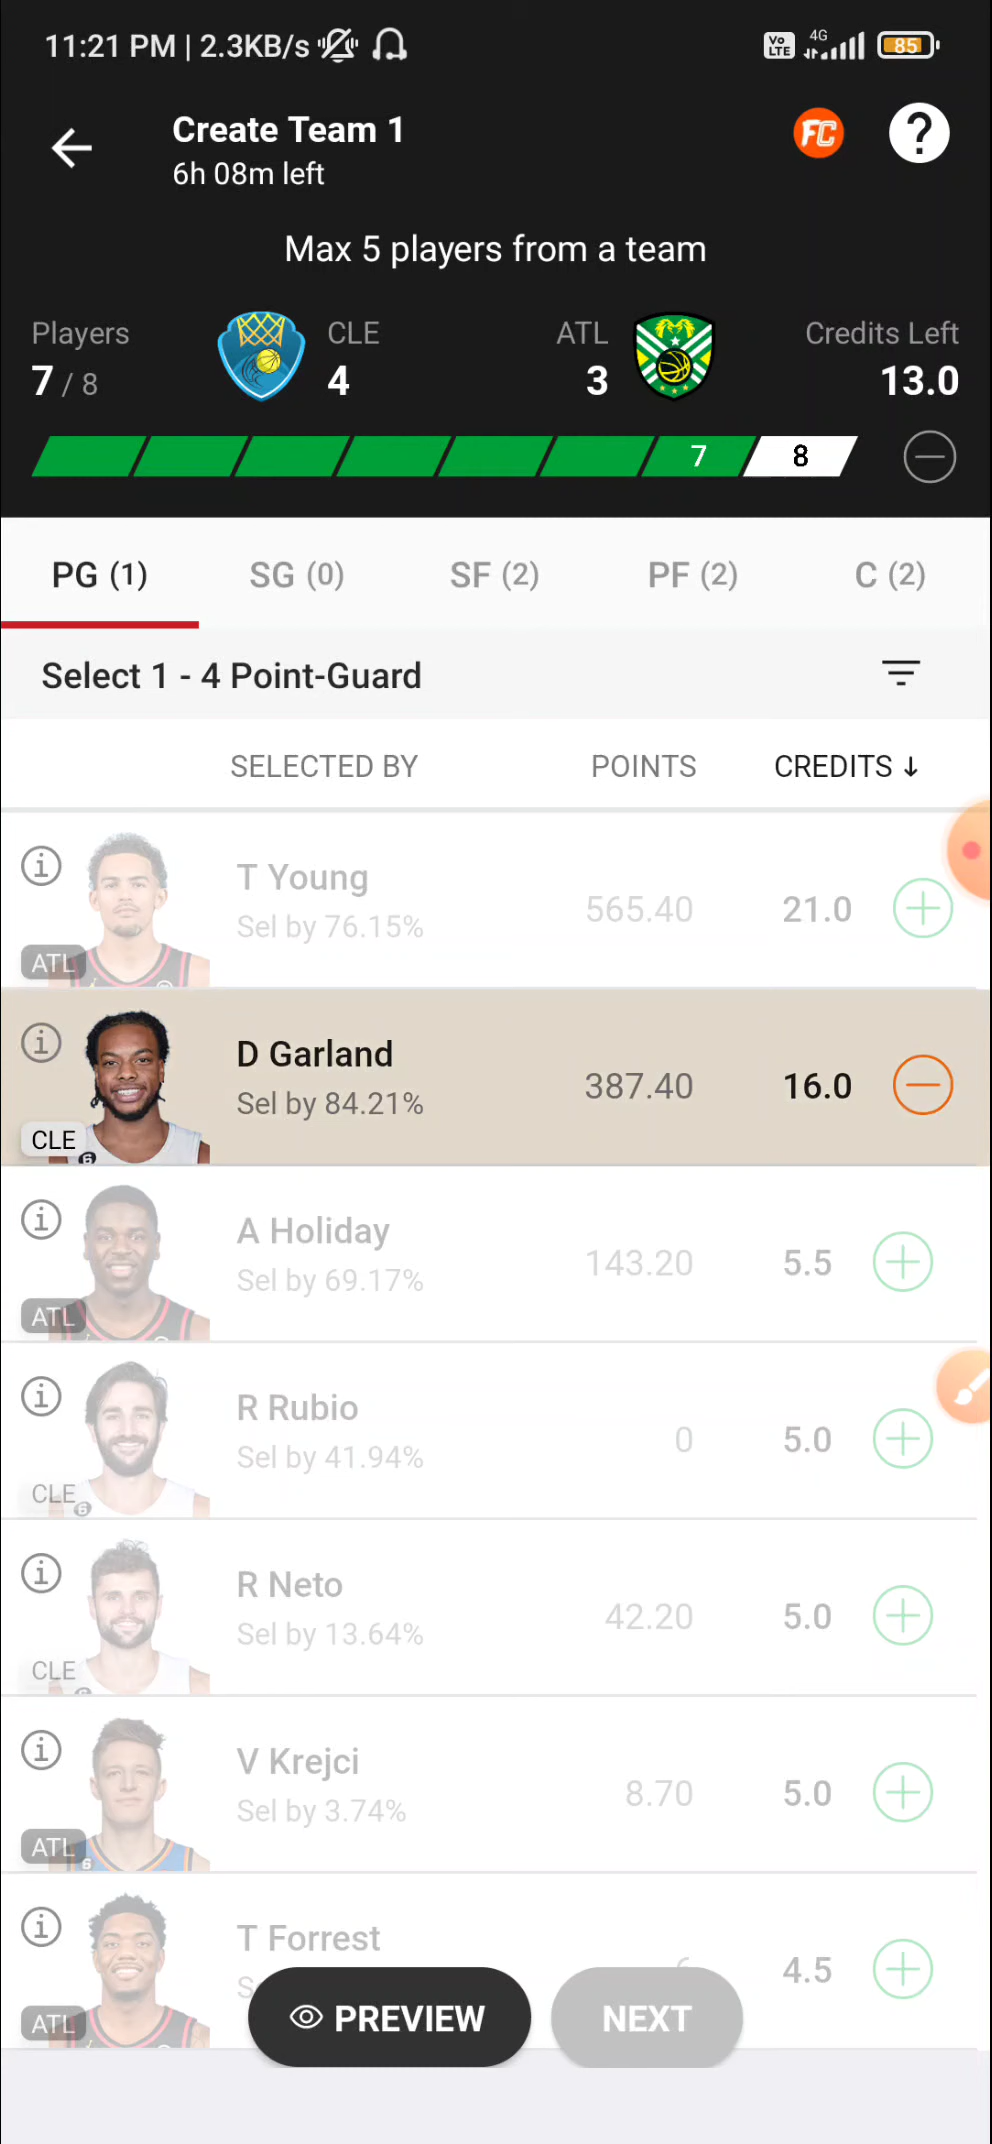 11:21 PM | 2.3KB/s
Vo LTE 4G 85
Create Team 1
6h 08m left
FC ?
Max 5 players from a team
Players CLE ATL Credits Left
7 / 8 4 3 13.0
7 8
PG (1) SG (0) SF (2) PF (2) C (2)
Select 1 - 4 Point-Guard
SELECTED BY POINTS CREDITS ↓
T Young
Sel by 76.15% 565.40 21.0
ATL
D Garland
Sel by 84.21% 387.40 16.0
CLE
6
A Holiday
Sel by 69.17% 143.20 5.5
ATL
R Rubio
Sel by 41.94% 0 5.0
CLE
6
R Neto
Sel by 13.64% 42.20 5.0
CLE
V Krejci
Sel by 3.74% 8.70 5.0
ATL
6
T Forrest
4.5
ATL
PREVIEW NEXT